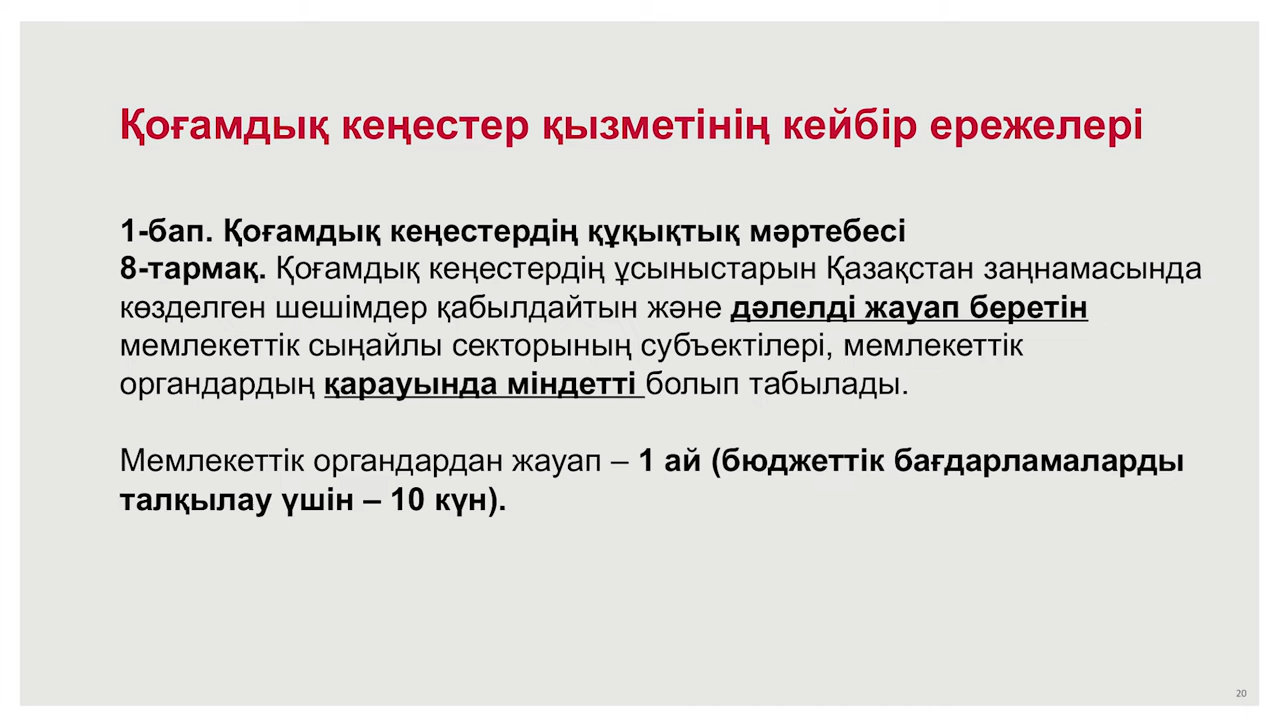 Қоғамдық кеңестер қызметінің кейбір ережелері
1-бап. Қоғамдық кеңестердің құқықтық мәртебесі
8-тармақ. Қоғамдық кеңестердің ұсыныстарын Қазақстан заңнамасында
көзделген шешімдер қабылдайтын және дәлелді жауап беретін
мемлекеттік сыңайлы секторының субъектілері, мемлекеттік
органдардың қарауында міндетті болып табылады.
Мемлекеттік органдардан жауап – 1 ай (бюджеттік бағдарламаларды
талқылау үшін – 10 күн).
20